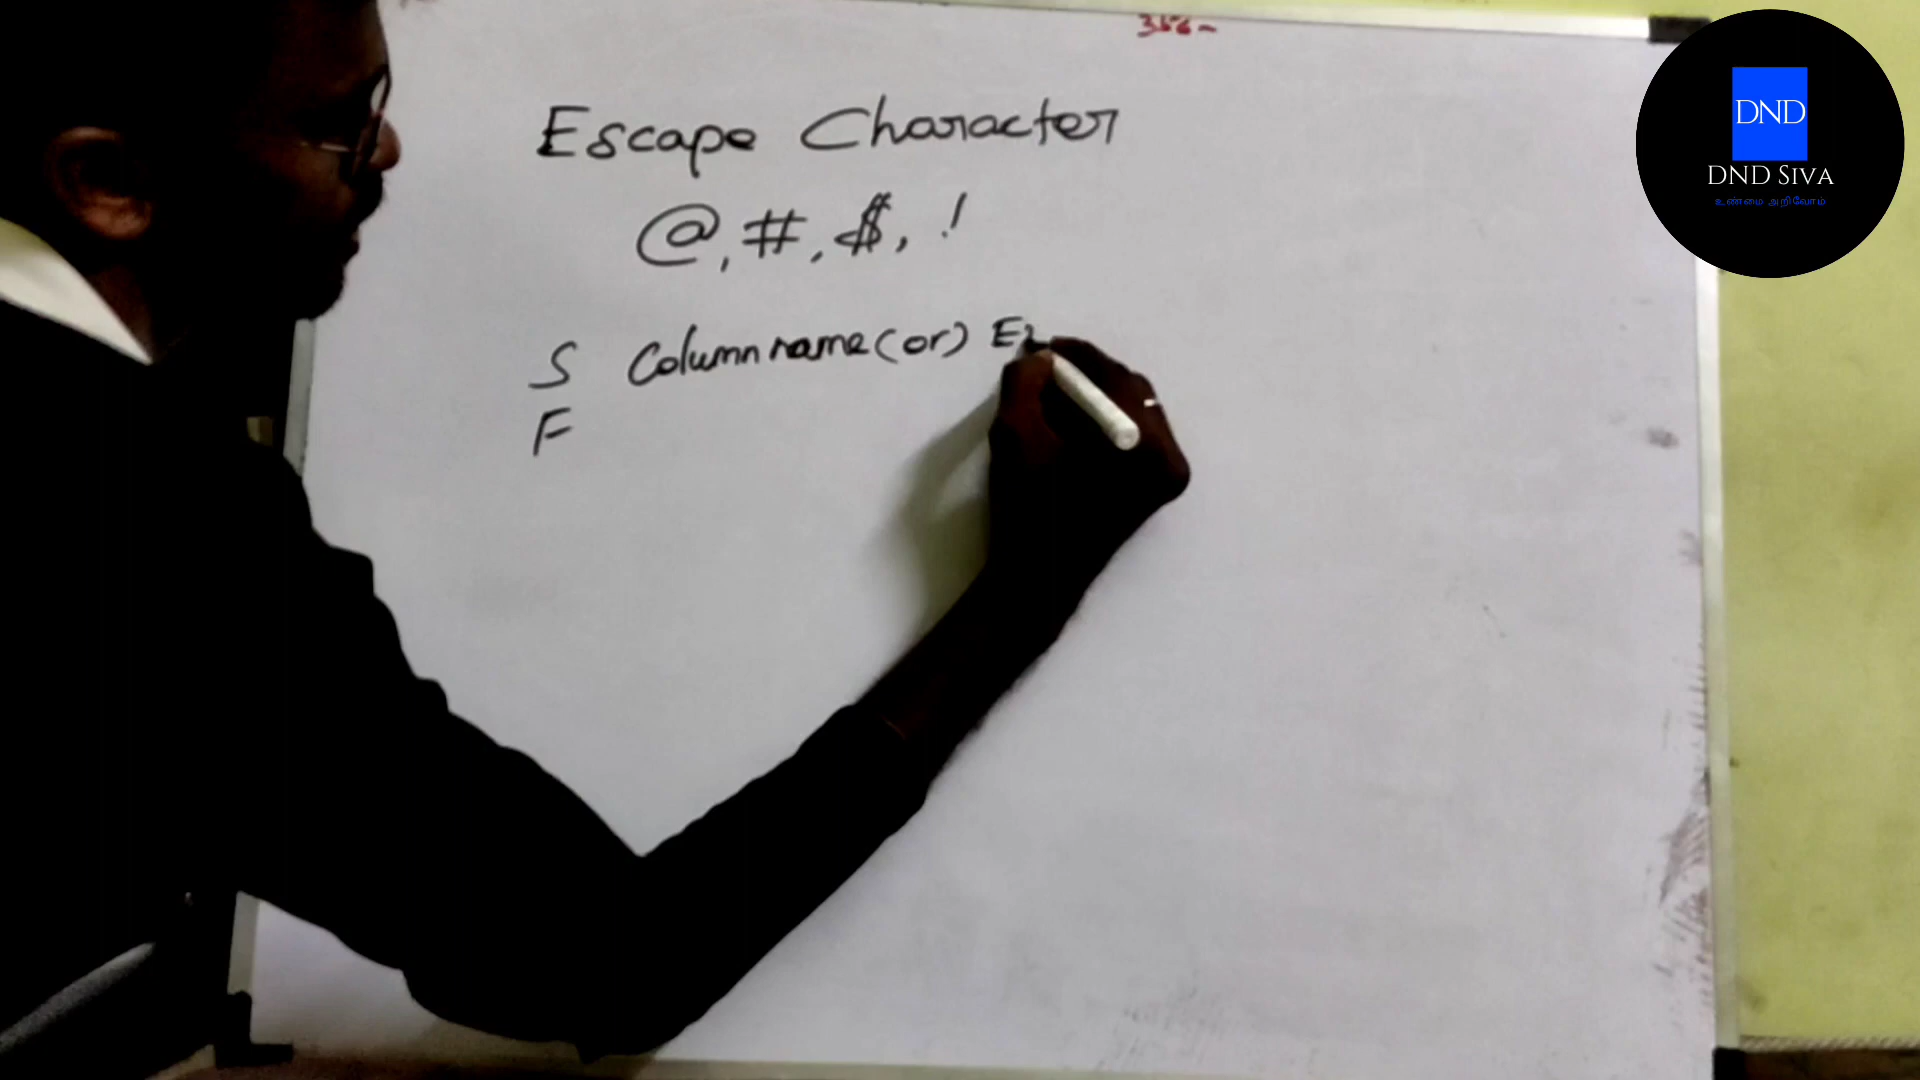 Escape Character
@, #, $, !
S Column name (or)
F
DND
DND SIVA
உண்மை அறிவோம்